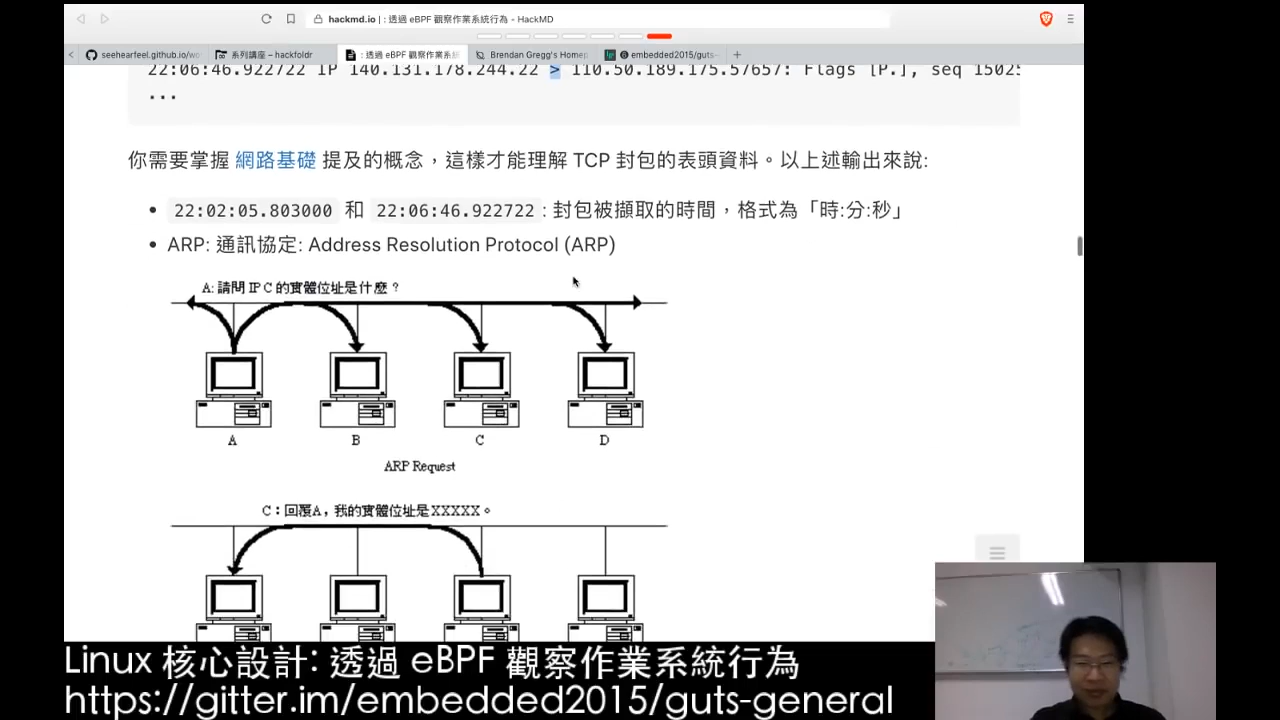 hackmd.io | : 透過 eBPF 觀察作業系統行為 - HackMD
seehearfeel.github.io/wo
系列講座 – hackfoldr
: 透過 eBPF 觀察作業系統
Brendan Gregg's Homep
embedded2015/guts-
22:06:46.922722 IP 140.131.178.244.22 > 110.50.189.175.57657: Flags [P.], seq 15025
...
你需要掌握 網路基礎 提及的概念，這樣才能理解 TCP 封包的表頭資料。以上述輸出來說:
22:02:05.803000 和 22:06:46.922722 : 封包被擷取的時間，格式為「時:分:秒」
ARP: 通訊協定: Address Resolution Protocol (ARP)
A: 請問 IP C 的實體位址是什麼？
A B C D
ARP Request
C：回覆A，我的實體位址是XXXXX。
Linux 核心設計: 透過 eBPF 觀察作業系統行為
https://gitter.im/embedded2015/guts-general